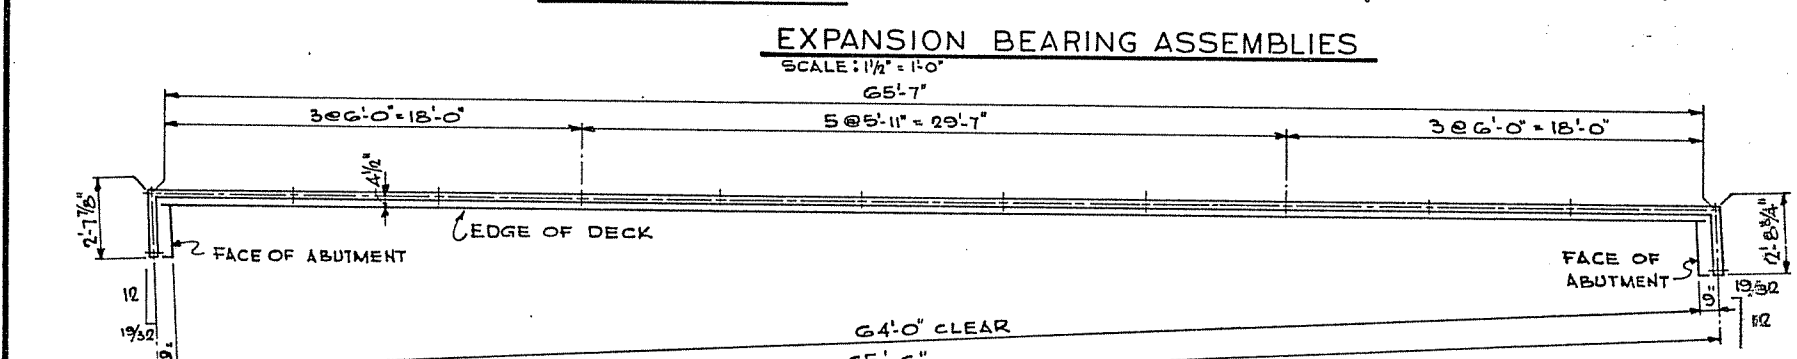 EXPANSION BEARING ASSEMBLIES
SCALE: 1½" = 1'-0"
65'-7"
3@6'-0"=18'-0"
5@5'-11" = 29'-7"
3@6'-0"=18'-0"
4½"
2'-7⅞"
2'-8¾"
EDGE OF DECK
FACE OF ABUTMENT
FACE OF
ABUTMENT
12
19/32
9"
19/32
12
64'-0" CLEAR